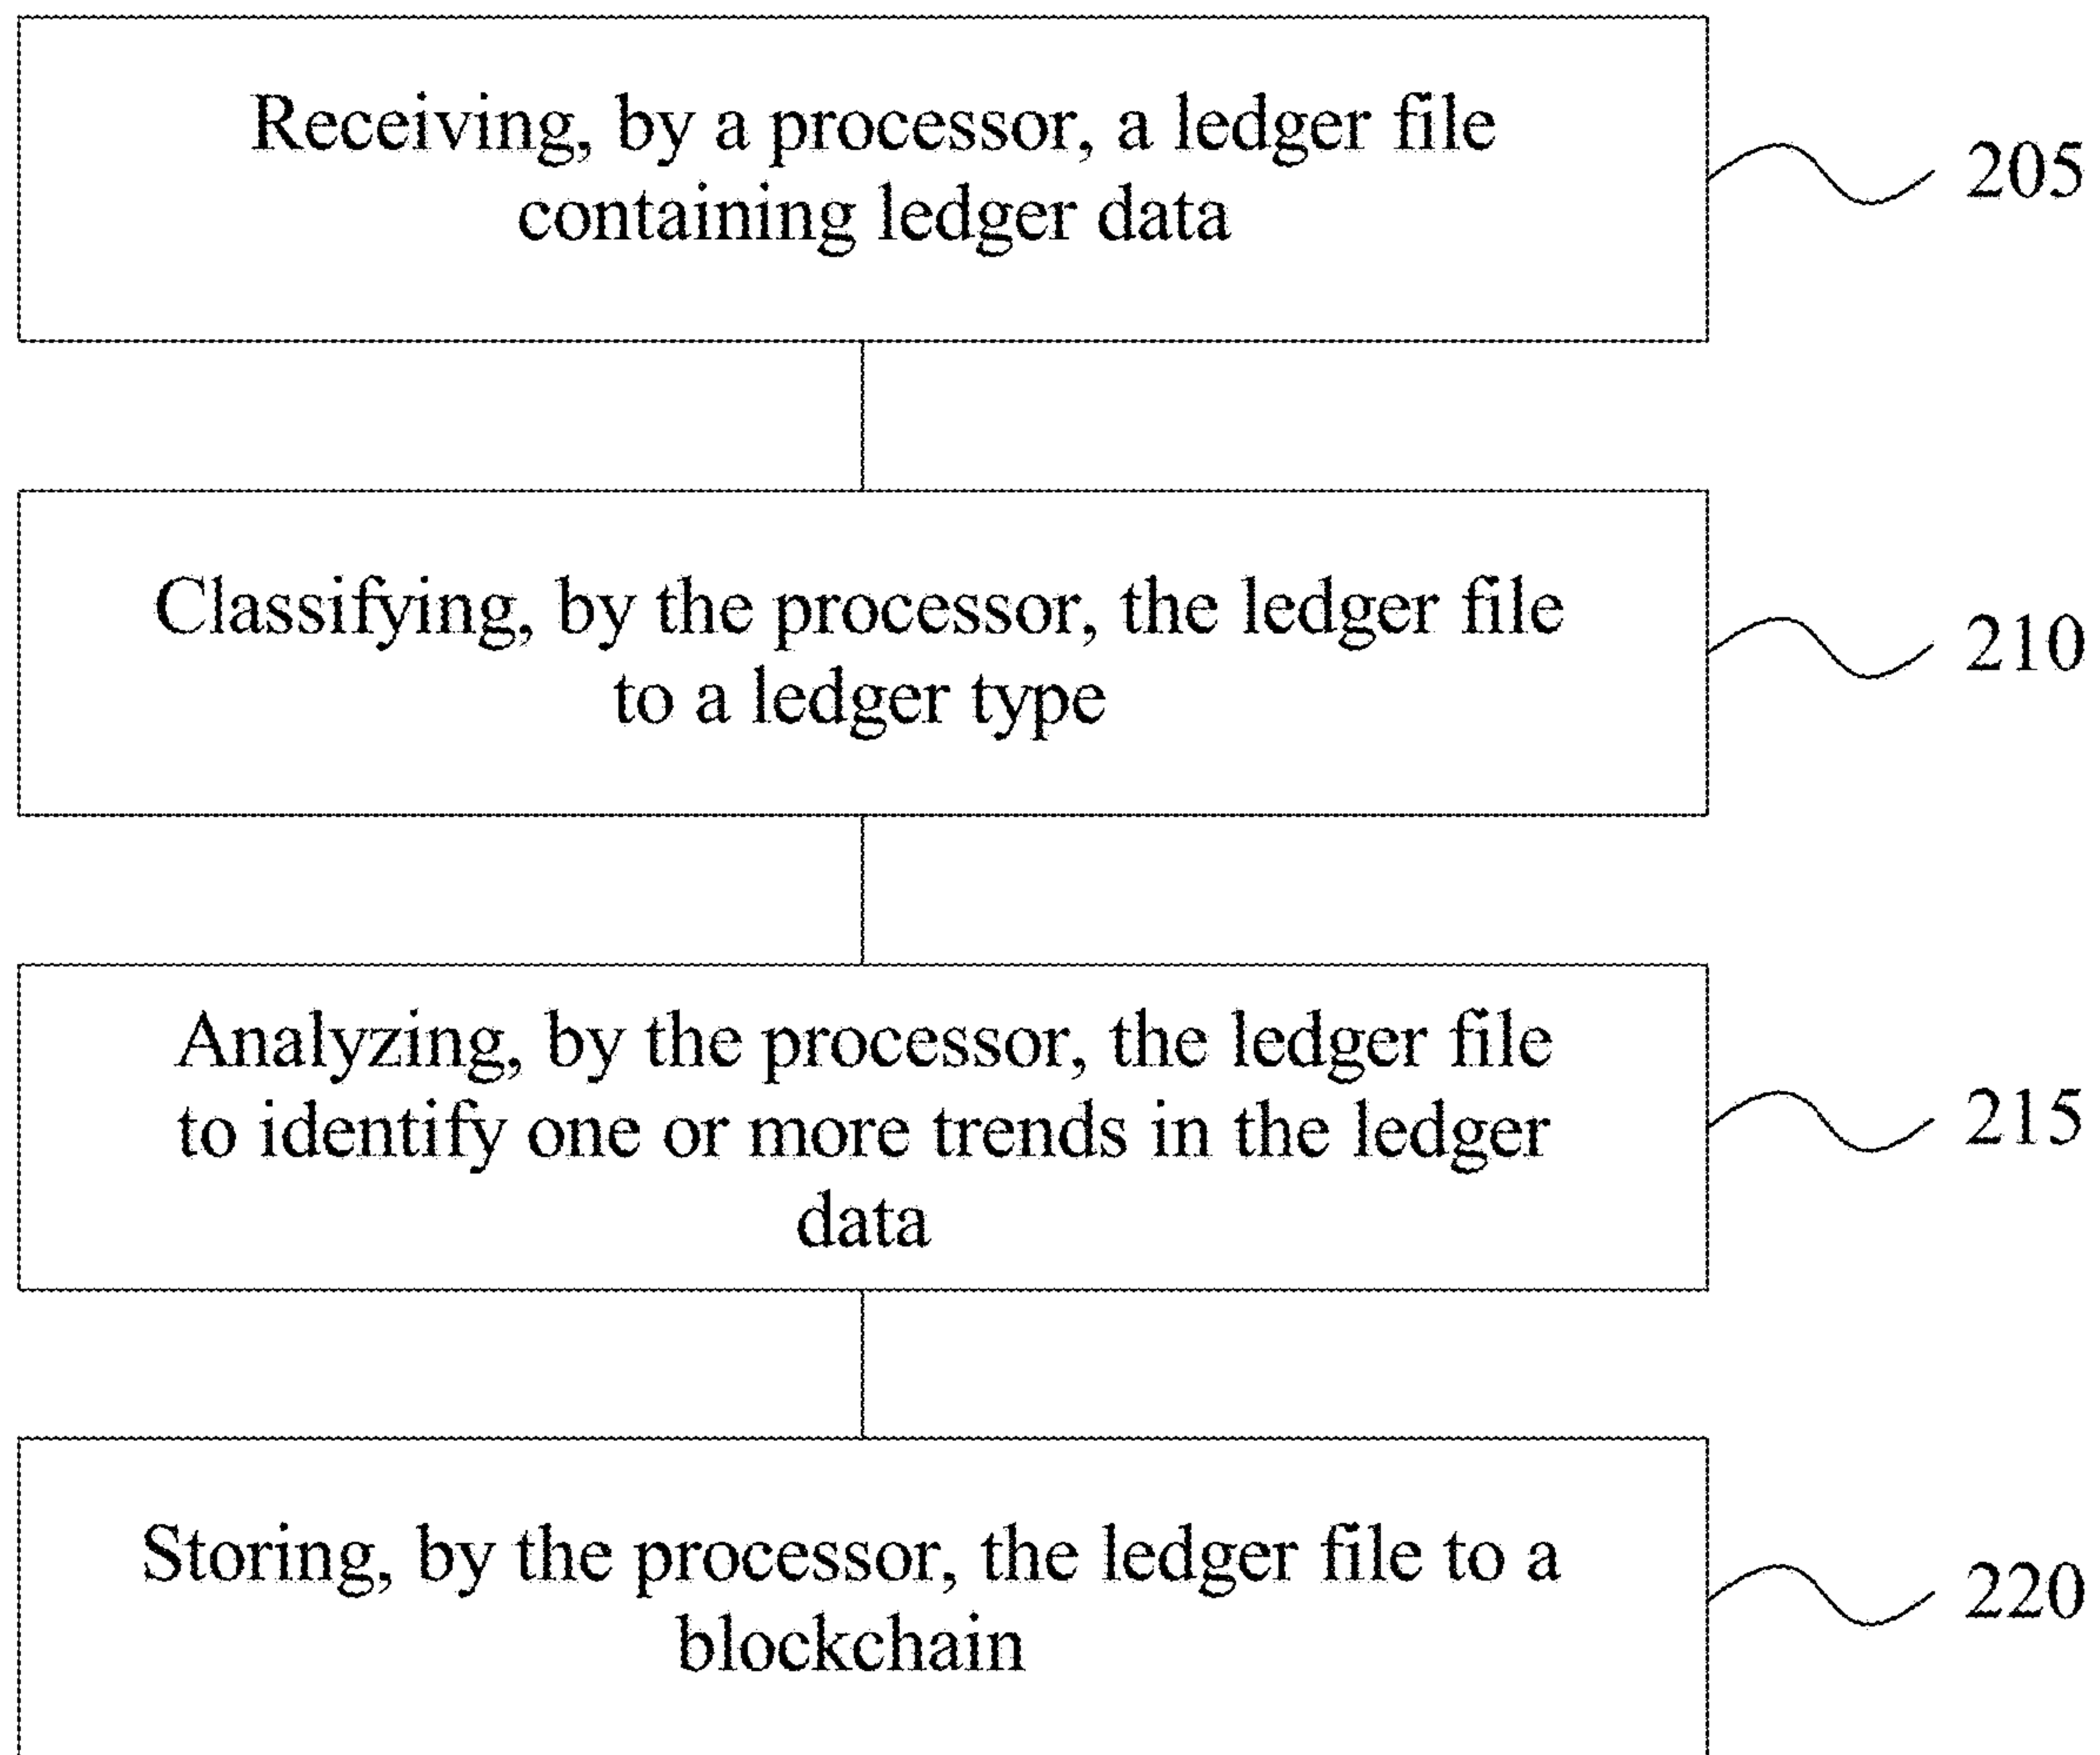 Receiving, by a processor, a ledger file
containing ledger data
205
Classifying, by the processor, the ledger file
to a ledger type
210
Analyzing, by the processor, the ledger file
to identify one or more trends in the ledger
data
215
Storing, by the processor, the ledger file to a
blockchain
220